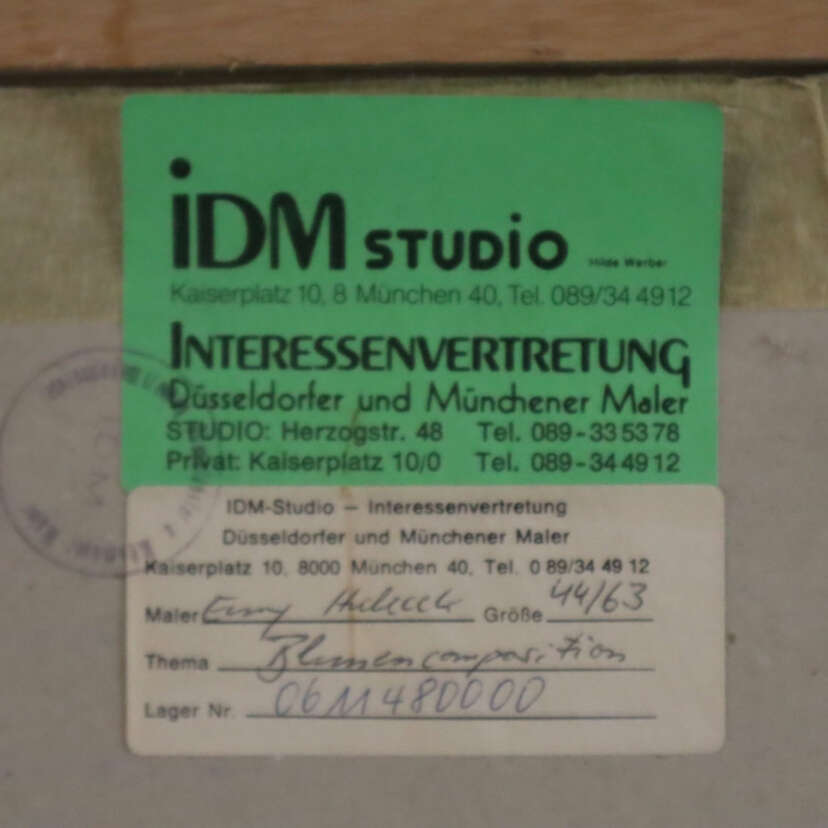 iDM STUDiO Hilde Werber
Kaiserplatz 10, 8 München 40, Tel. 089/34 49 12
INTERESSENVERTRETUNG
Düsseldorfer und Münchener Maler
STUDIO: Herzogstr. 48 Tel. 089-33 53 78
Privat: Kaiserplatz 10/0 Tel. 089-34 49 12
IDM-Studio – Interessenvertretung
Düsseldorfer und Münchener Maler
Kaiserplatz 10, 8000 München 40, Tel. 0 89/34 49 12
Maler Größe 44/63
Thema Blumencomposition
Lager Nr. 0611480000